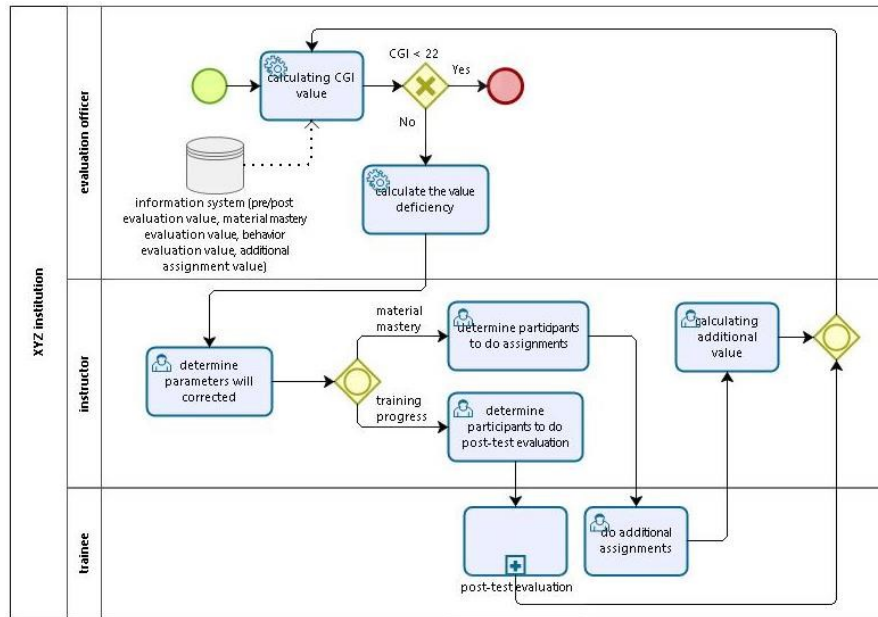 XYZ institution
evaluation officer
calculating CGI
value
CGI < 22
Yes
No
information system (pre/post
evaluation value, material mastery
evaluation value, behavior
evaluation value, additional
assignment value)
calculate the value
deficiency
instructor
determine
parameters will
corrected
material
mastery
training
progress
determine participants
to do assignments
determine
participants to do
post-test evaluation
calculating
additional
value
trainee
post-test evaluation
do additional
assignments